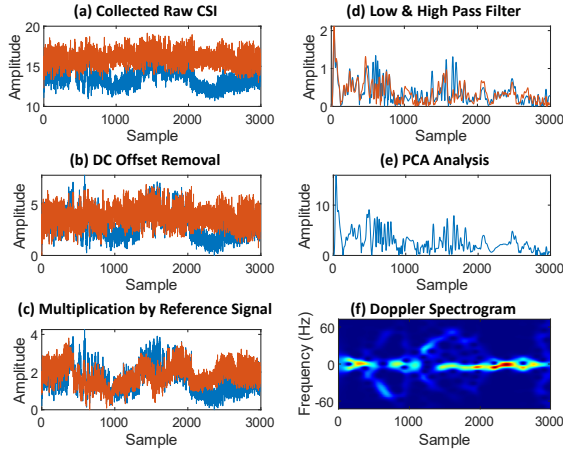 (a) Collected Raw CSI
20
15
10
Amplitude
0 1000 2000 3000
Sample
(b) DC Offset Removal
5
0
Amplitude
0 1000 2000 3000
Sample
(c) Multiplication by Reference Signal
4
2
0
Amplitude
0 1000 2000 3000
Sample
(d) Low & High Pass Filter
2
1
0
Amplitude
0 1000 2000 3000
Sample
(e) PCA Analysis
10
0
Amplitude
0 1000 2000 3000
Sample
(f) Doppler Spectrogram
60
0
-60
Frequency (Hz)
0 1000 2000 3000
Sample